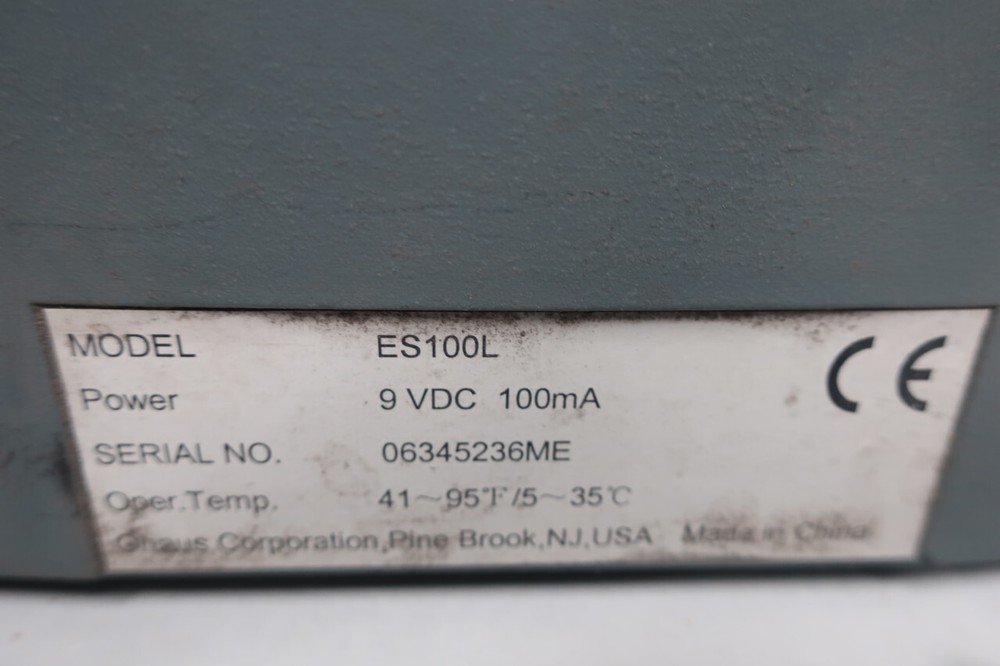 MODEL ES100L
Power 9 VDC 100mA
SERIAL NO. 06345236ME
Oper.Temp. 41~95℉/5~35℃
Ohaus Corporation,Pine Brook,NJ,USA Made in China
CE